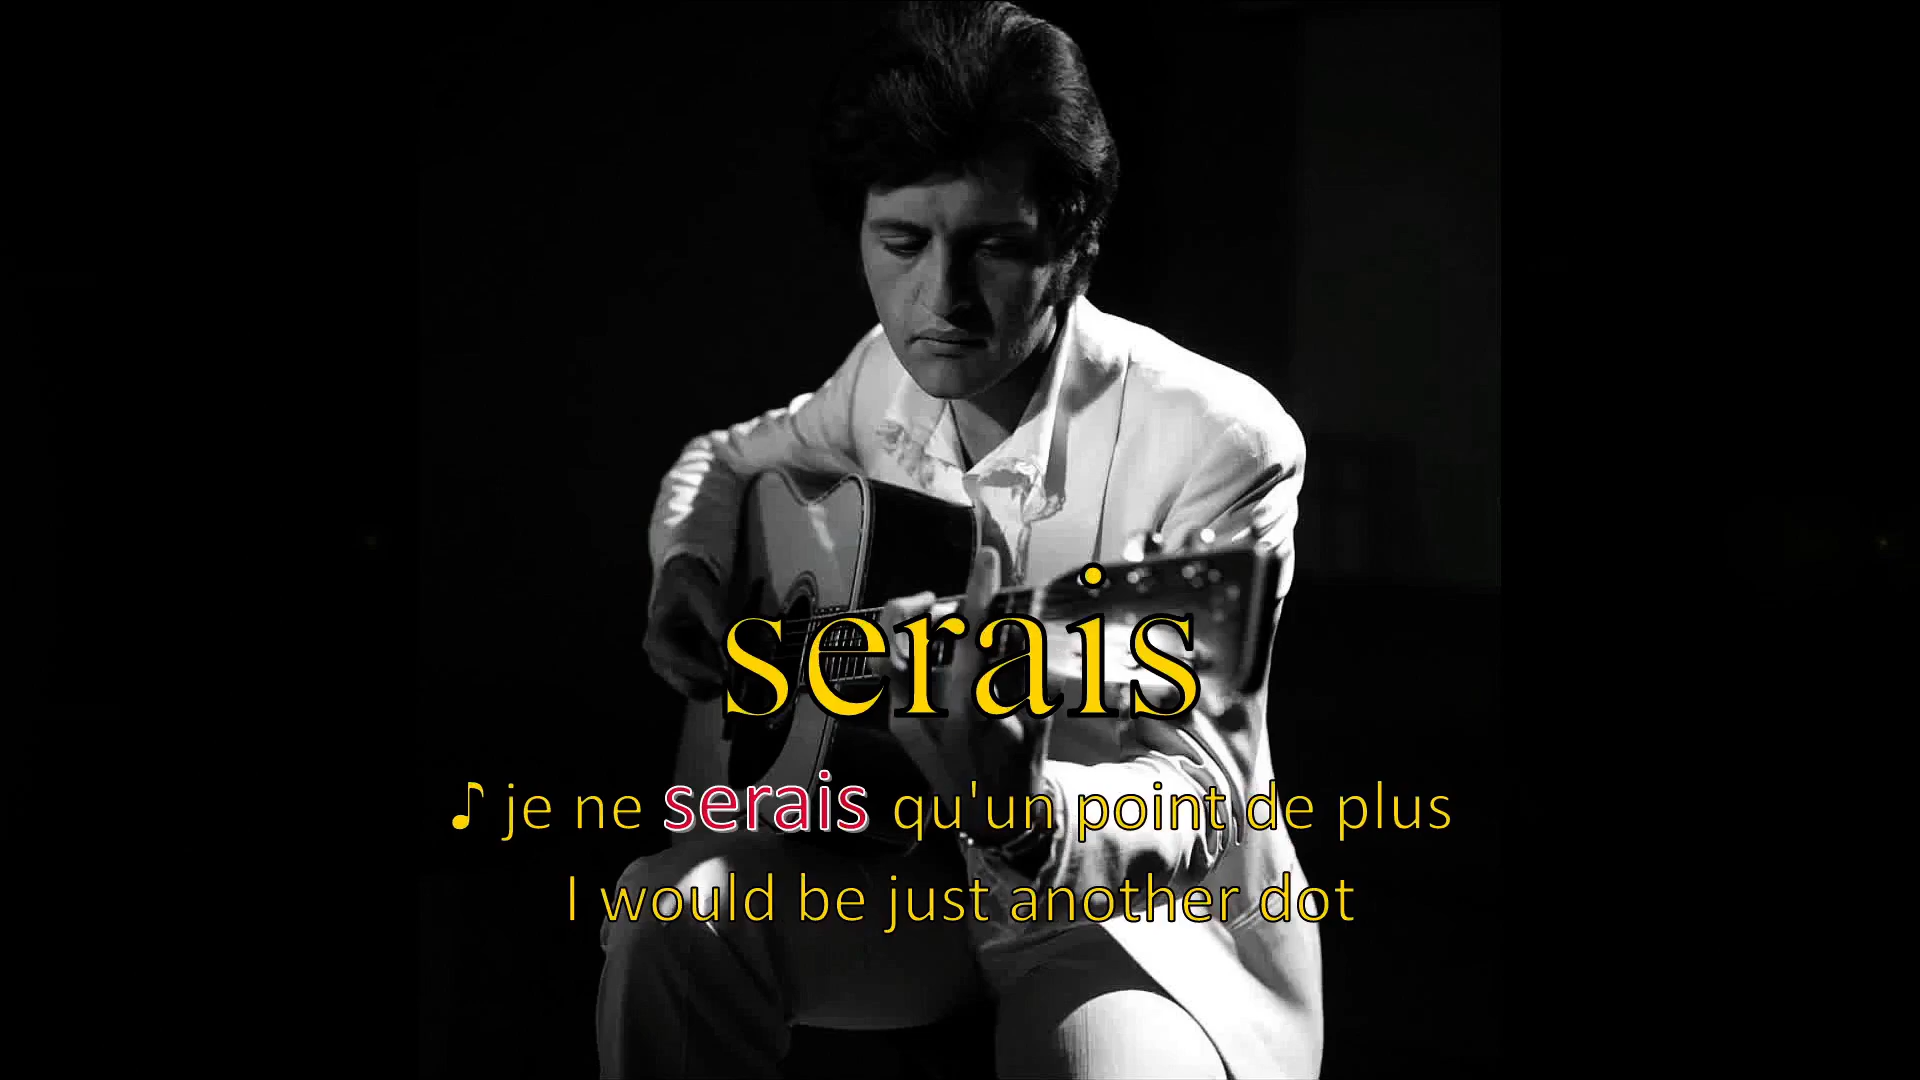 serais
♪ je ne serais qu'un point de plus
I would be just another dot